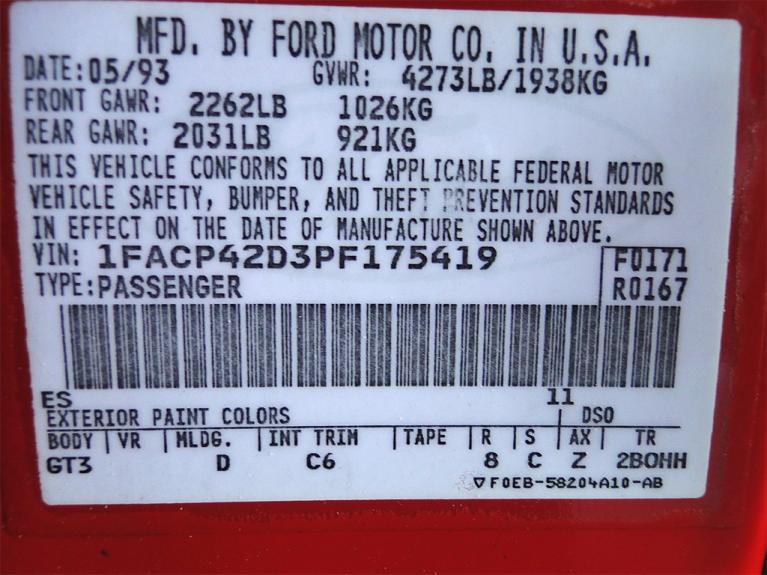 MFD. BY FORD MOTOR CO. IN U.S.A.
DATE: 05/93 GVWR: 4273LB/1938KG
FRONT GAWR: 2262LB 1026KG
REAR GAWR: 2031LB 921KG
THIS VEHICLE CONFORMS TO ALL APPLICABLE FEDERAL MOTOR
VEHICLE SAFETY, BUMPER, AND THEFT PREVENTION STANDARDS
IN EFFECT ON THE DATE OF MANUFACTURE SHOWN ABOVE.
VIN: 1FACP42D3PF175419 F0171
TYPE: PASSENGER R0167
ES 11
EXTERIOR PAINT COLORS DSO
BODY | VR | MLDG. | INT TRIM | TAPE | R | S | AX | TR
GT3 D C6 8 C Z 2BOHH
▽ F0EB-58204A10-AB